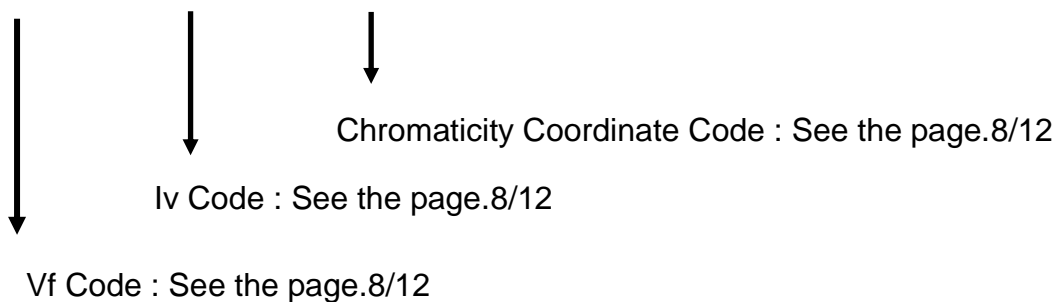 Chromaticity Coordinate Code : See the page.8/12
Iv Code : See the page.8/12
Vf Code : See the page.8/12